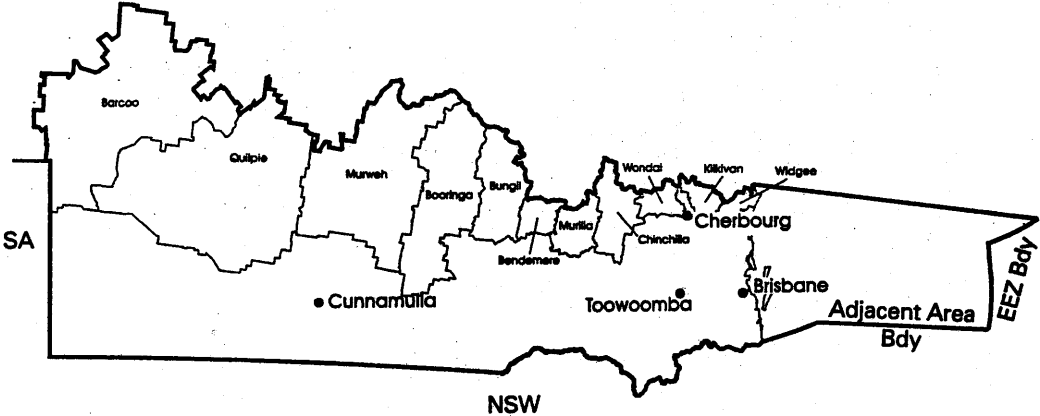 Barcoo
Quilpie
Murweh
Booringa
Bungil
Bendemere
Murilla
Chinchilla
Wondai
Kilkivan
Widgee
Cherbourg
SA
Cunnamulla
Toowoomba
Brisbane
Adjacent Area
Bdy
EEZ Bdy
NSW